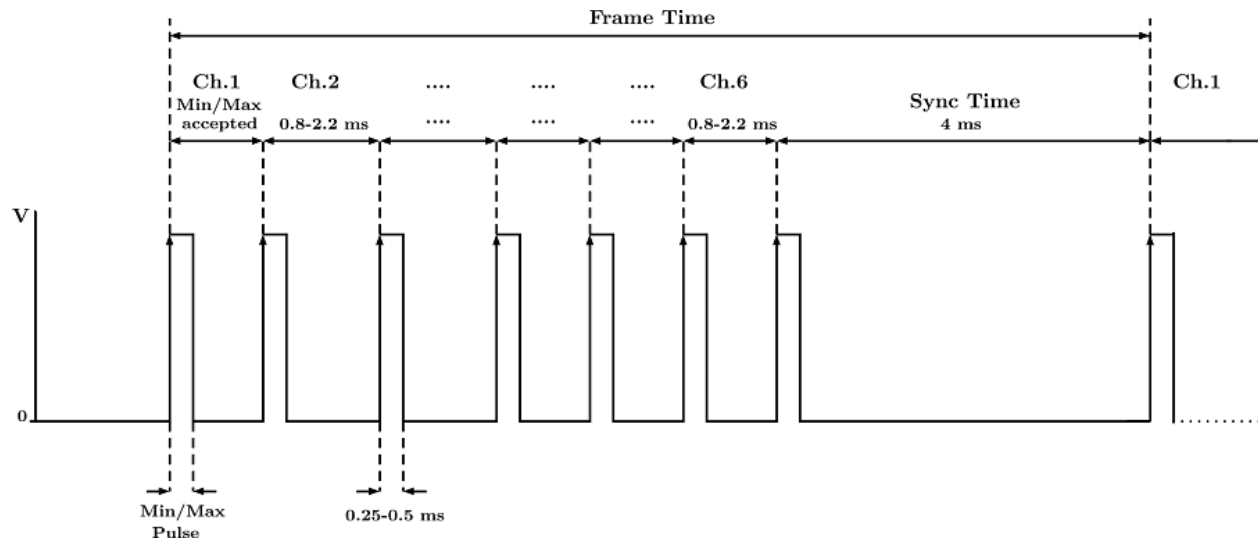 Frame Time
Ch.1 Ch.2 .... .... .... Ch.6 Ch.1
Min/Max
accepted 0.8-2.2 ms .... .... .... 0.8-2.2 ms Sync Time
4 ms
V
0
Min/Max
Pulse
0.25-0.5 ms